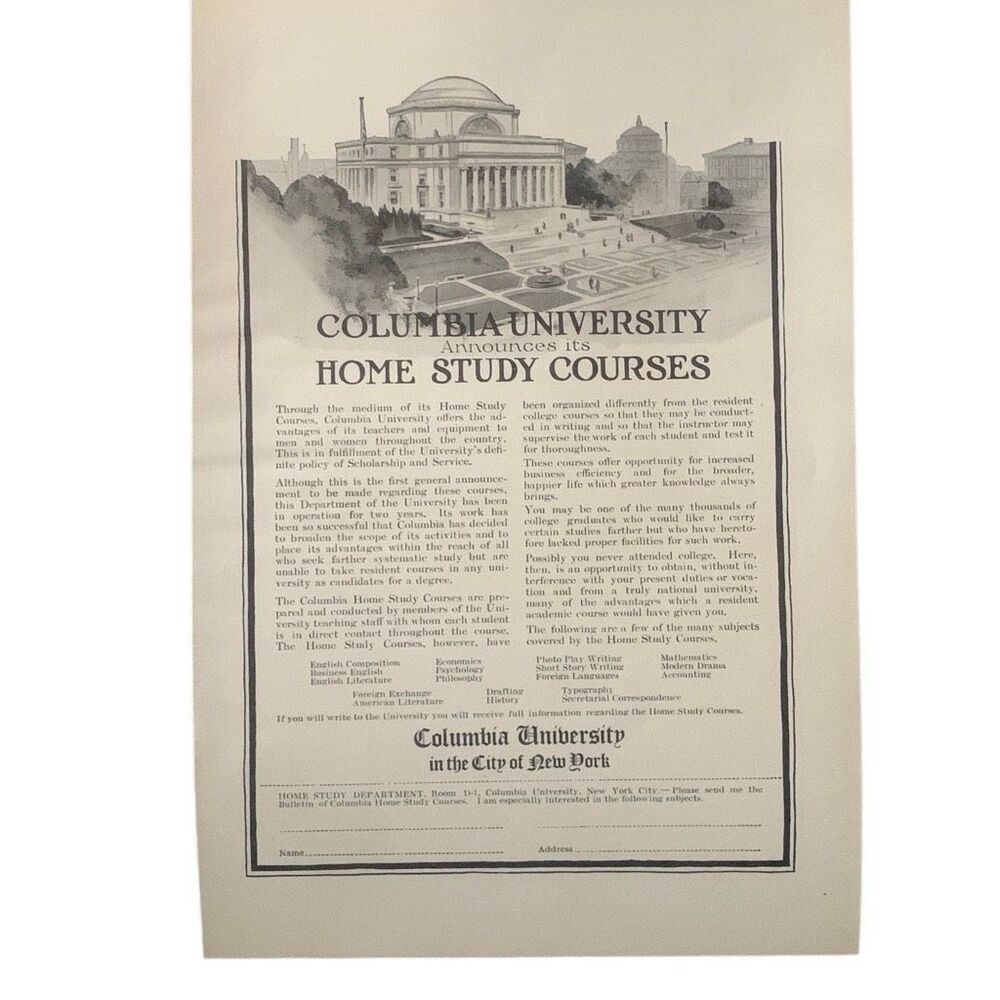 COLUMBIA UNIVERSITY
Announces its
HOME STUDY COURSES
Through the medium of its Home Study
Courses, Columbia University offers the ad-
vantages of its teachers and equipment to
men and women throughout the country.
This is in fulfillment of the University's defi-
nite policy of Scholarship and Service.
Although this is the first general announce-
ment to be made regarding these courses,
this Department of the University has been
in operation for two years. Its work has
been so successful that Columbia has decided
to broaden the scope of its activities and to
place its advantages within the reach of all
who seek farther systematic study but are
unable to take resident courses in any uni-
versity as candidates for a degree.
The Columbia Home Study Courses are pre-
pared and conducted by members of the Uni-
versity teaching staff with whom each student
is in direct contact throughout the course.
The Home Study Courses, however, have
been organized differently from the resident
college courses so that they may be conduct-
ed in writing and so that the instructor may
supervise the work of each student and test it
for thoroughness.
These courses offer opportunity for increased
business efficiency and for the broader,
happier life which greater knowledge always
brings.
You may be one of the many thousands of
college graduates who would like to carry
certain studies farther but who have hereto-
fore lacked proper facilities for such work.
Possibly you never attended college. Here,
then, is an opportunity to obtain, without in-
terference with your present duties or voca-
tion and from a truly national university,
many of the advantages which a resident
academic course would have given you.
The following are a few of the many subjects
covered by the Home Study Courses.
English Composition Economics Photo Play Writing Mathematics
Business English Psychology Short Story Writing Modern Drama
English Literature Philosophy Foreign Languages Accounting
Foreign Exchange Drafting Typography
American Literature History Secretarial Correspondence
If you will write to the University you will receive full information regarding the Home Study Courses.
Columbia University
in the City of New York
HOME STUDY DEPARTMENT, Room D-1, Columbia University, New York City.—Please send me the
Bulletin of Columbia Home Study Courses. I am especially interested in the following subjects.
Name Address